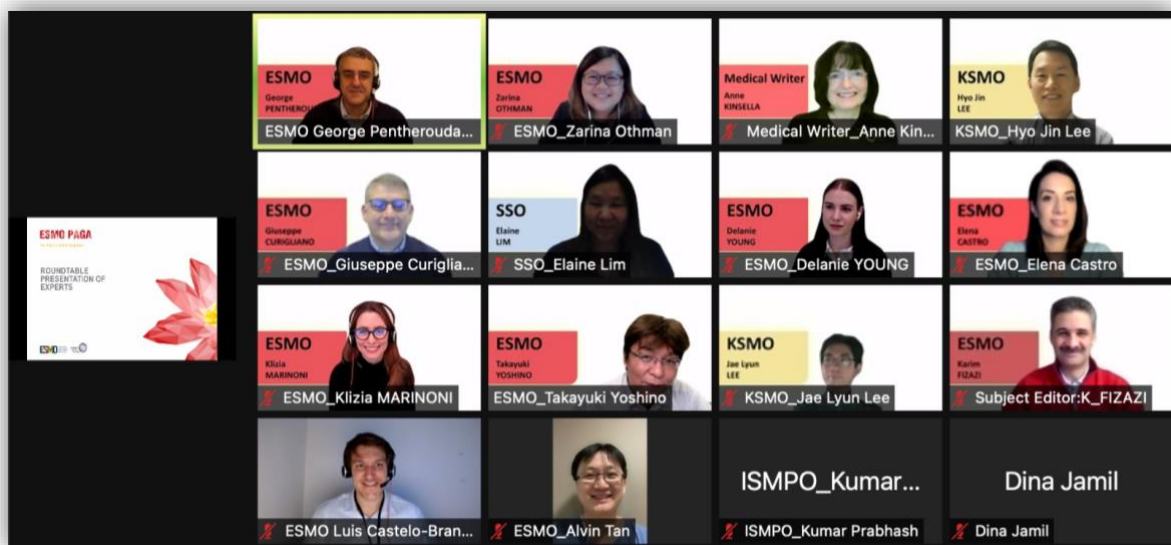 ESMO PAGA
ROUNDTABLE
PRESENTATION OF
EXPERTS
ESMO
George
PENTHEROU
ESMO George Pentherouda...
ESMO
Zarina
OTHMAN
ESMO_Zarina Othman
Medical Writer
Anne
KINSELLA
Medical Writer_Anne Kin...
KSMO
Hyo Jin
LEE
KSMO_Hyo Jin Lee
ESMO
Giuseppe
CURIGLIANO
ESMO_Giuseppe Curiglia...
SSO
Elaine
LIM
SSO_Elaine Lim
ESMO
Delanie
YOUNG
ESMO_Delanie YOUNG
ESMO
Elena
CASTRO
ESMO_Elena Castro
ESMO
Klizia
MARINONI
ESMO_Klizia MARINONI
ESMO
Takayuki
YOSHINO
ESMO_Takayuki Yoshino
KSMO
Jae Lyun
LEE
KSMO_Jae Lyun Lee
ESMO
Karim
FIZAZI
Subject Editor:K_FIZAZI
ESMO Luis Castelo-Bran...
ESMO_Alvin Tan
ISMPO_Kumar...
ISMPO_Kumar Prabhash
Dina Jamil
Dina Jamil